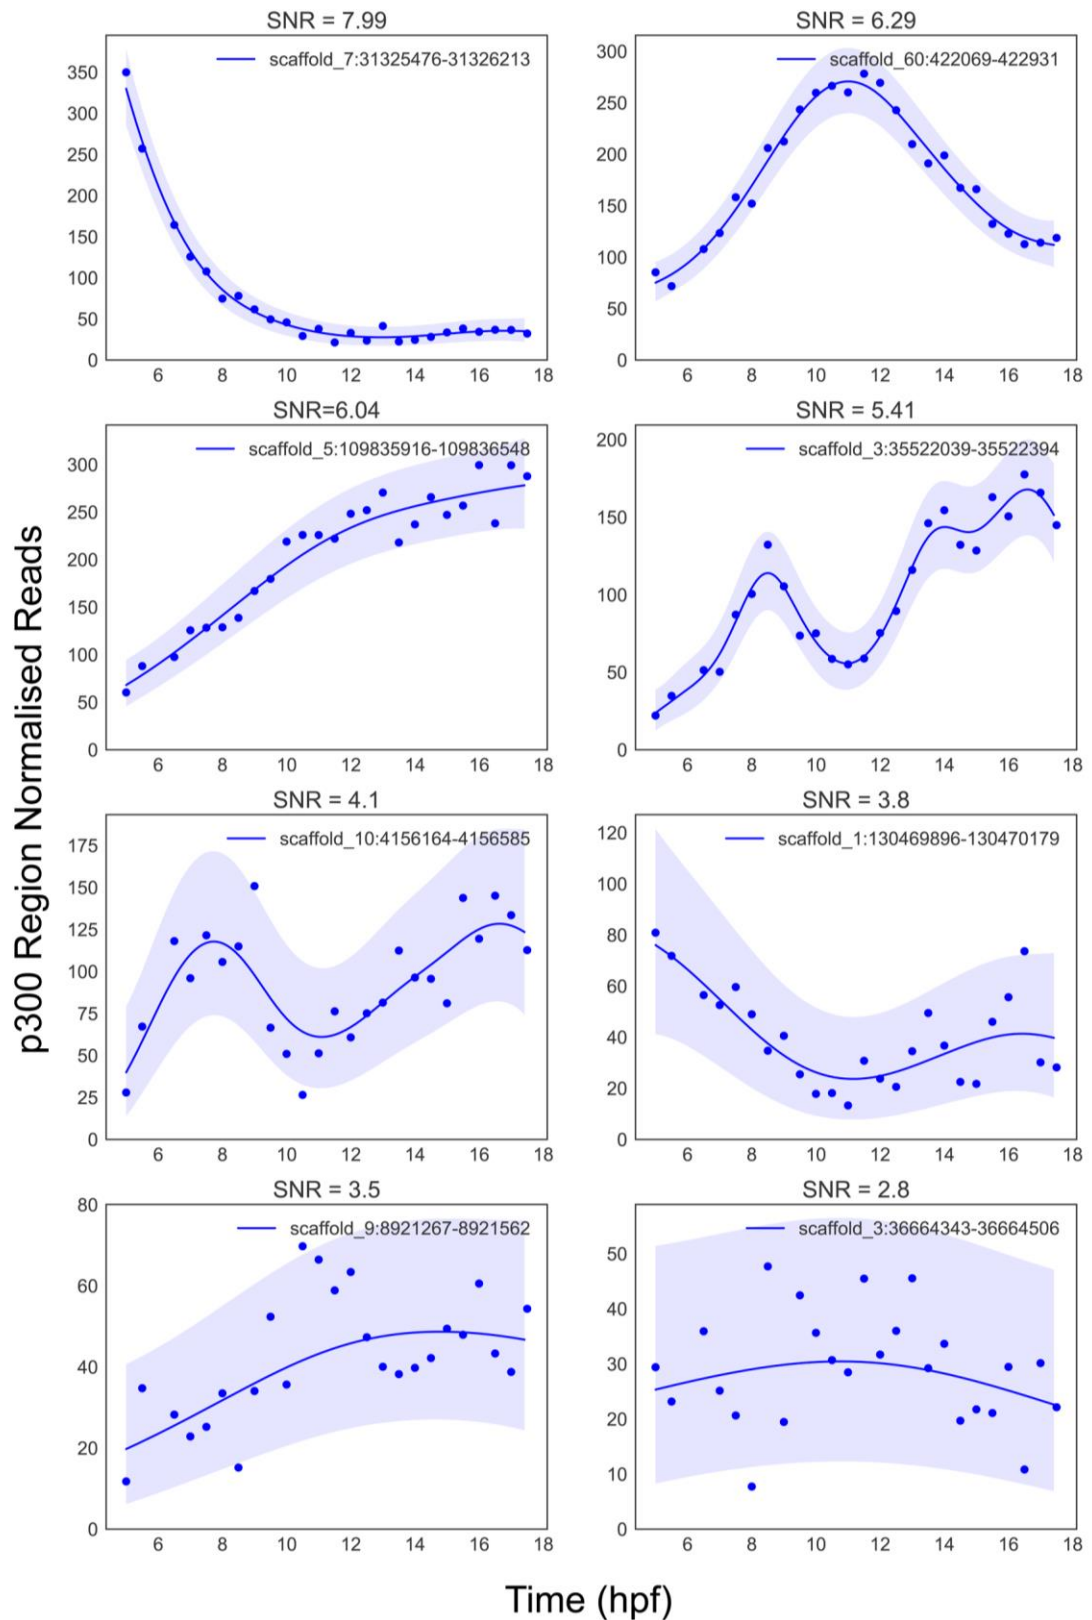 SNR = 7.99
scaffold_7:31325476-31326213
350
300
250
200
150
100
50
0
6 8 10 12 14 16 18
SNR = 6.29
scaffold_60:422069-422931
300
250
200
150
100
50
0
6 8 10 12 14 16 18
SNR=6.04
scaffold_5:109835916-109836548
300
250
200
150
100
50
0
6 8 10 12 14 16 18
SNR = 5.41
scaffold_3:35522039-35522394
200
150
100
50
0
6 8 10 12 14 16 18
SNR = 4.1
scaffold_10:4156164-4156585
175
150
125
100
75
50
25
0
6 8 10 12 14 16 18
SNR = 3.8
scaffold_1:130469896-130470179
120
100
80
60
40
20
0
6 8 10 12 14 16 18
SNR = 3.5
scaffold_9:8921267-8921562
80
60
40
20
0
6 8 10 12 14 16 18
SNR = 2.8
scaffold_3:36664343-36664506
50
40
30
20
10
0
6 8 10 12 14 16 18
p300 Region Normalised Reads
Time (hpf)